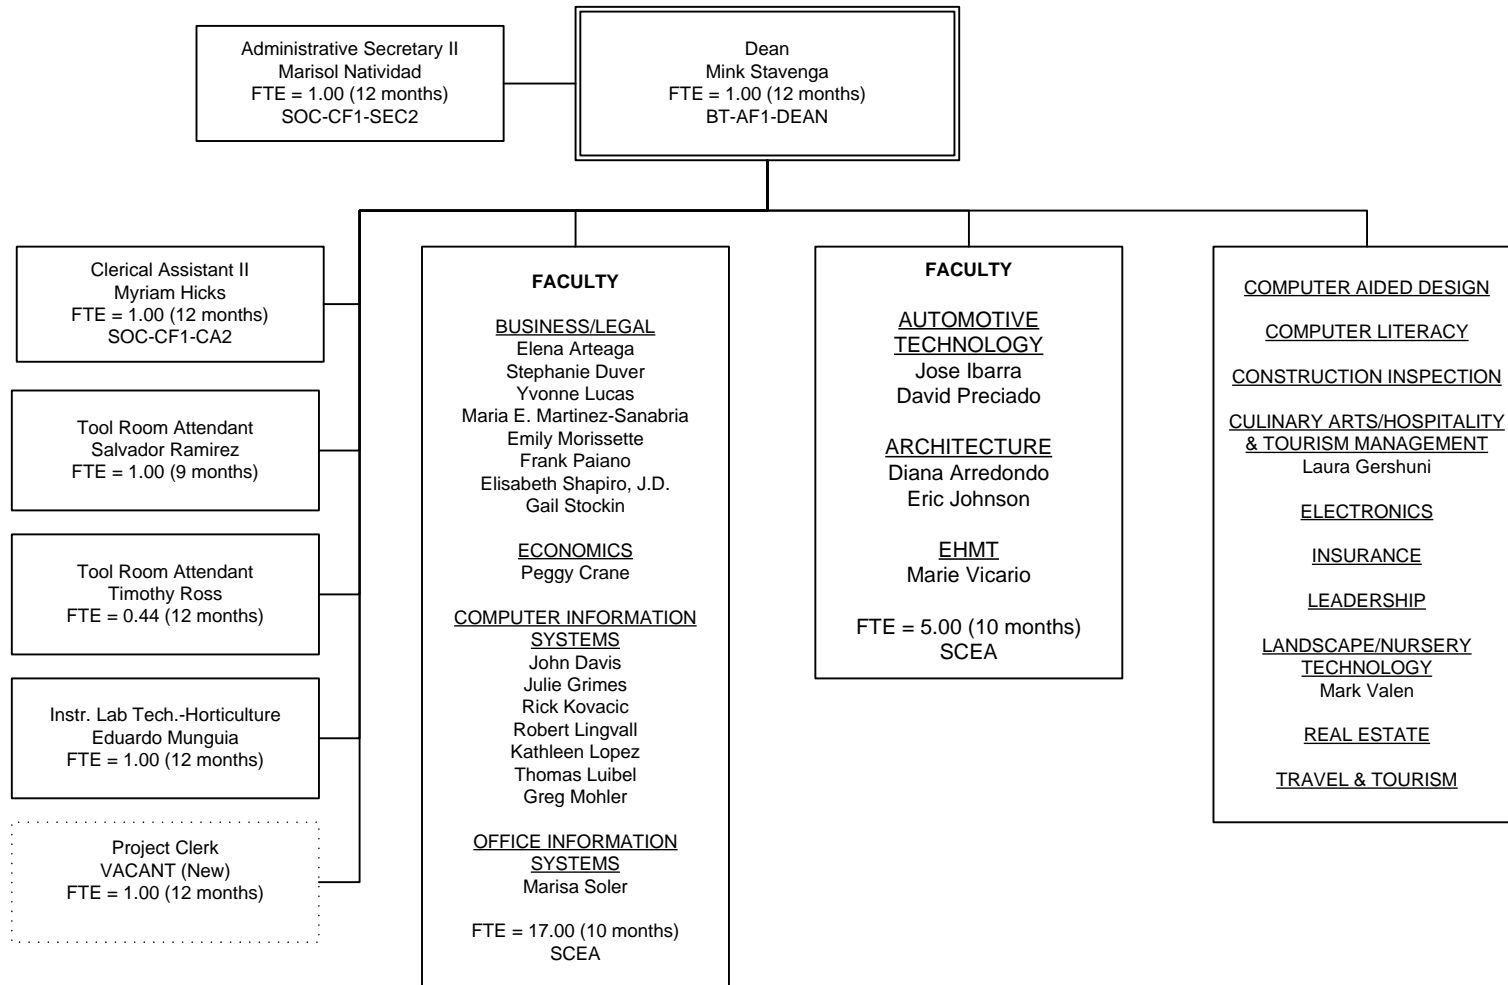 Administrative Secretary II
Marisol Natividad
FTE = 1.00 (12 months)
SOC-CF1-SEC2
Dean
Mink Stavenga
FTE = 1.00 (12 months)
BT-AF1-DEAN
Clerical Assistant II
Myriam Hicks
FTE = 1.00 (12 months)
SOC-CF1-CA2
Tool Room Attendant
Salvador Ramirez
FTE = 1.00 (9 months)
Tool Room Attendant
Timothy Ross
FTE = 0.44 (12 months)
Instr. Lab Tech.-Horticulture
Eduardo Munguia
FTE = 1.00 (12 months)
Project Clerk
VACANT (New)
FTE = 1.00 (12 months)
FACULTY
BUSINESS/LEGAL
Elena Arteaga
Stephanie Duver
Yvonne Lucas
Maria E. Martinez-Sanabria
Emily Morissette
Frank Paiano
Elisabeth Shapiro, J.D.
Gail Stockin
ECONOMICS
Peggy Crane
COMPUTER INFORMATION
SYSTEMS
John Davis
Julie Grimes
Rick Kovacic
Robert Lingvall
Kathleen Lopez
Thomas Luibel
Greg Mohler
OFFICE INFORMATION
SYSTEMS
Marisa Soler
FTE = 17.00 (10 months)
SCEA
FACULTY
AUTOMOTIVE
TECHNOLOGY
Jose Ibarra
David Preciado
ARCHITECTURE
Diana Arredondo
Eric Johnson
EHMT
Marie Vicario
FTE = 5.00 (10 months)
SCEA
COMPUTER AIDED DESIGN
COMPUTER LITERACY
CONSTRUCTION INSPECTION
CULINARY ARTS/HOSPITALITY
& TOURISM MANAGEMENT
Laura Gershuni
ELECTRONICS
INSURANCE
LEADERSHIP
LANDSCAPE/NURSERY
TECHNOLOGY
Mark Valen
REAL ESTATE
TRAVEL & TOURISM